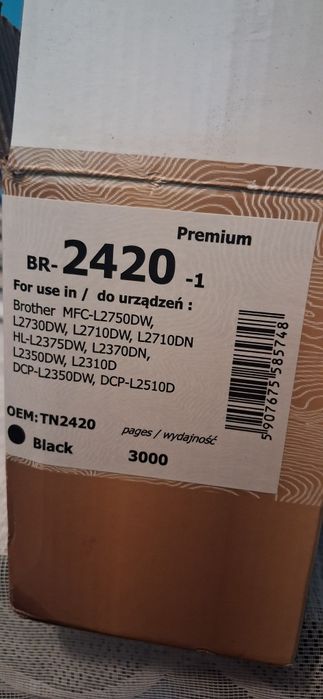 Premium
BR-2420 -1
For use in / do urządzeń :
Brother MFC-L2750DW,
L2730DW, L2710DW, L2710DN
HL-L2375DW, L2370DN,
L2350DW, L2310D
DCP-L2350DW, DCP-L2510D
OEM:TN2420
pages / wydajność
Black
3000
5907675585748